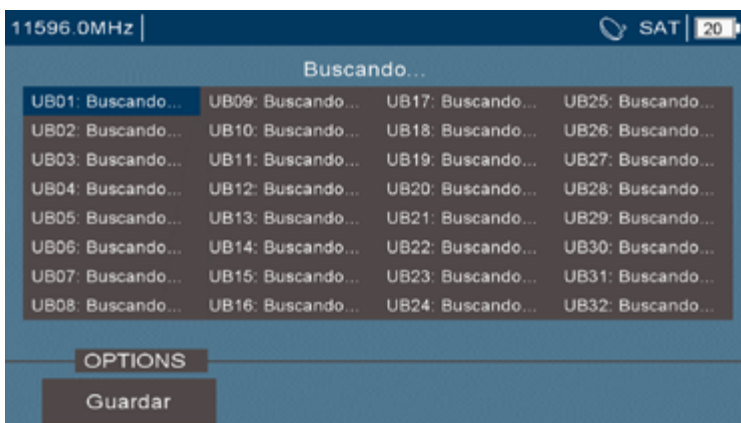 11596.0MHz SAT 20
Buscando...
UB01: Buscando... UB09: Buscando... UB17: Buscando... UB25: Buscando...
UB02: Buscando... UB10: Buscando... UB18: Buscando... UB26: Buscando...
UB03: Buscando... UB11: Buscando... UB19: Buscando... UB27: Buscando...
UB04: Buscando... UB12: Buscando... UB20: Buscando... UB28: Buscando...
UB05: Buscando... UB13: Buscando... UB21: Buscando... UB29: Buscando...
UB06: Buscando... UB14: Buscando... UB22: Buscando... UB30: Buscando...
UB07: Buscando... UB15: Buscando... UB23: Buscando... UB31: Buscando...
UB08: Buscando... UB16: Buscando... UB24: Buscando... UB32: Buscando...
OPTIONS
Guardar